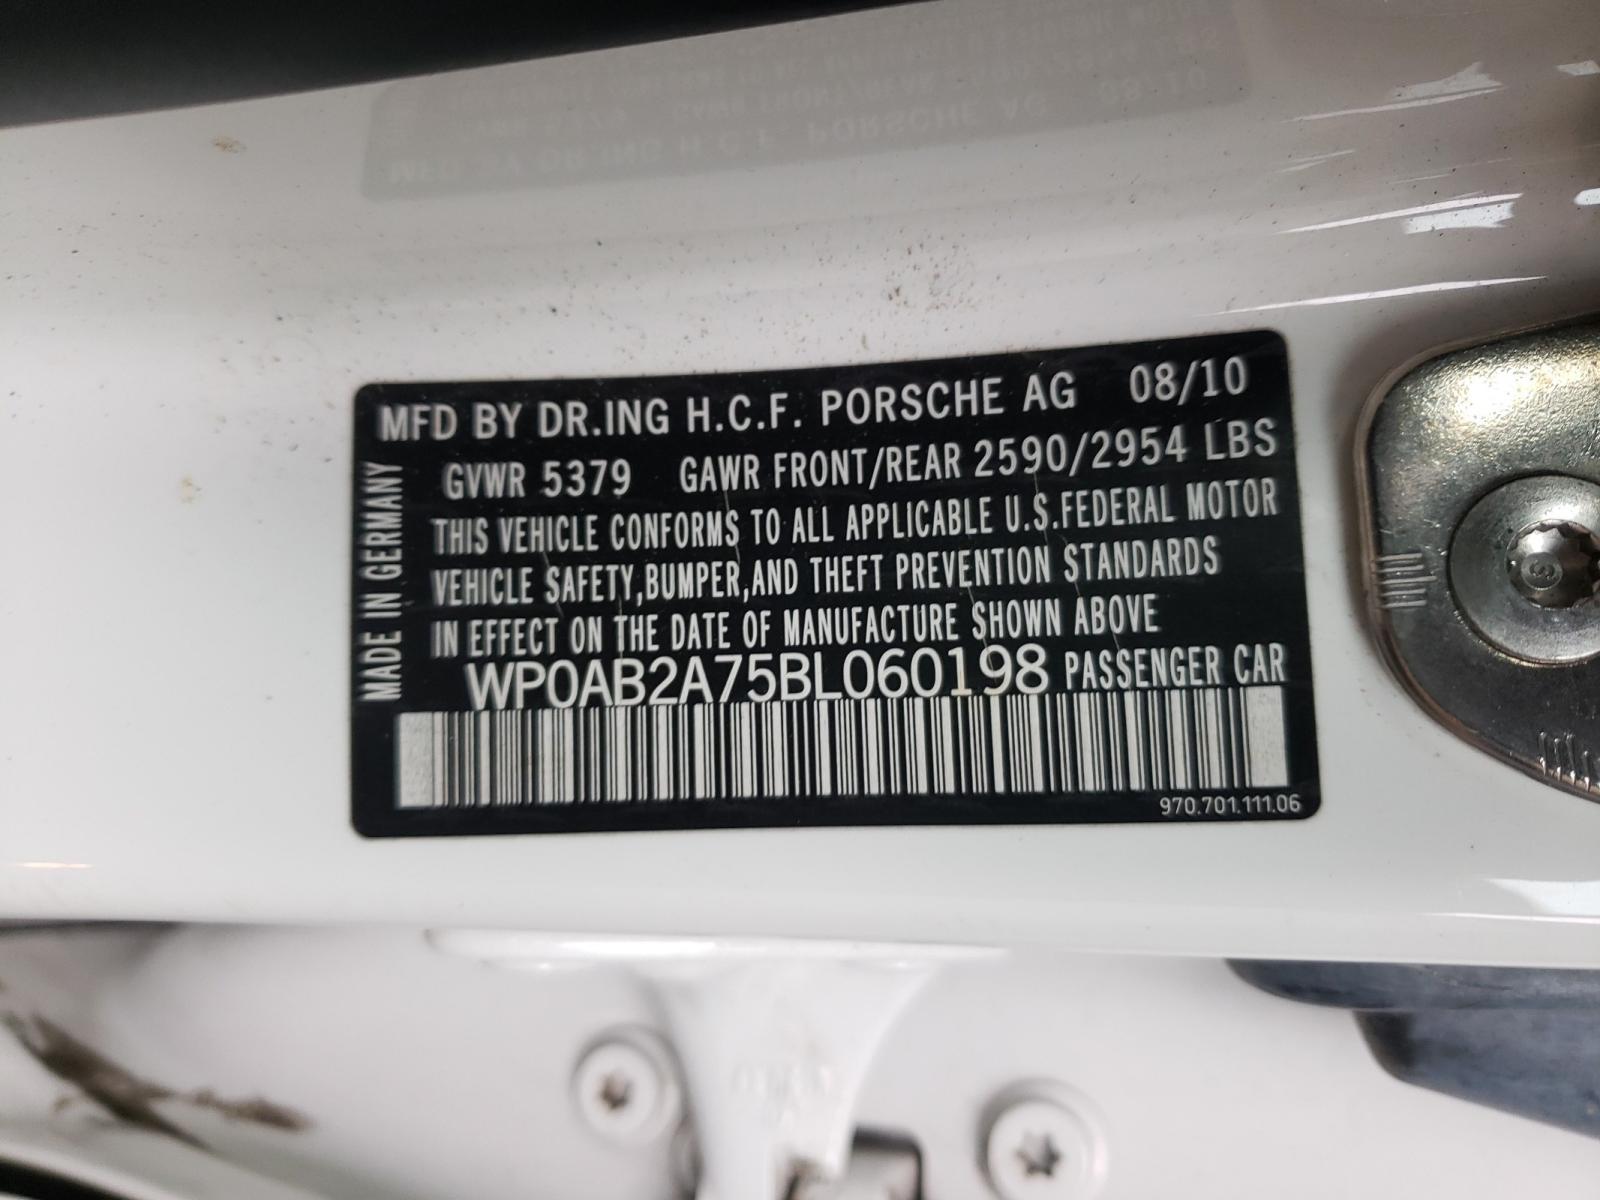 MFD BY DR.ING H.C.F. PORSCHE AG 08/10
GVWR 5379 GAWR FRONT/REAR 2590/2954 LBS
THIS VEHICLE CONFORMS TO ALL APPLICABLE U.S.FEDERAL MOTOR
VEHICLE SAFETY,BUMPER,AND THEFT PREVENTION STANDARDS
IN EFFECT ON THE DATE OF MANUFACTURE SHOWN ABOVE
WP0AB2A75BL060198 PASSENGER CAR
MADE IN GERMANY
970.701.111.06